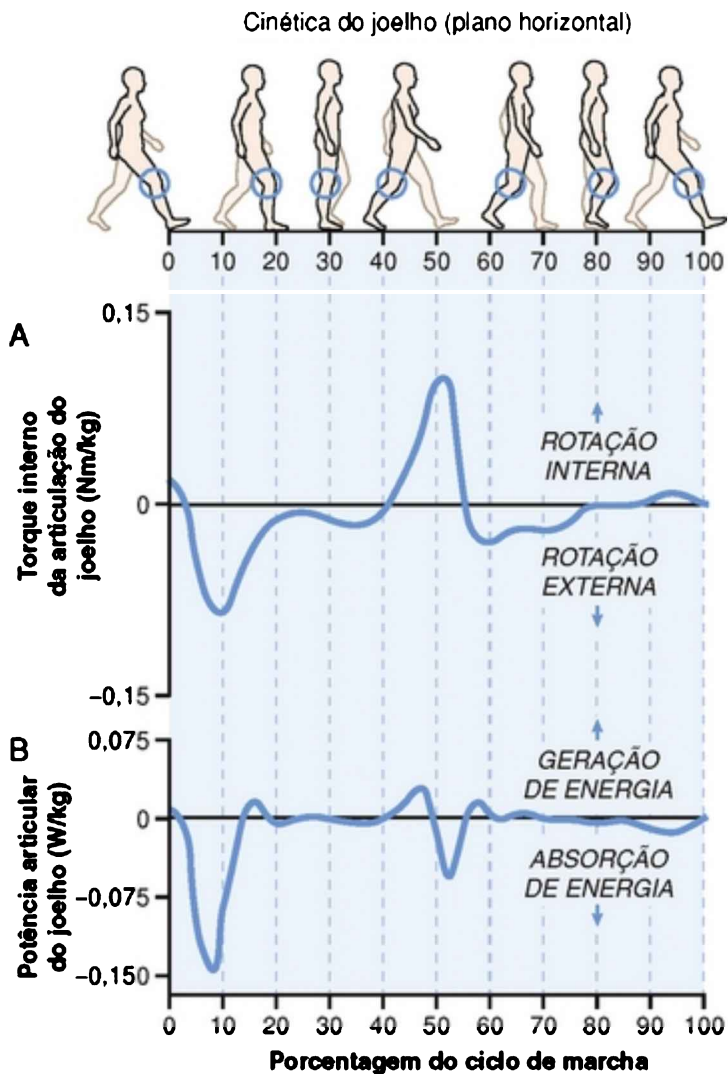 Cinética do joelho (plano horizontal)
0 10 20 30 40 50 60 70 80 90 100
A
Torque interno
da articulação do
joelho (Nm/kg)
0,15
0
−0,15
ROTAÇÃO
INTERNA
ROTAÇÃO
EXTERNA
B
Potência articular
do joelho (W/kg)
0,075
0
−0,075
−0,150
GERAÇÃO
DE ENERGIA
ABSORÇÃO
DE ENERGIA
0 10 20 30 40 50 60 70 80 90 100
Porcentagem do ciclo de marcha